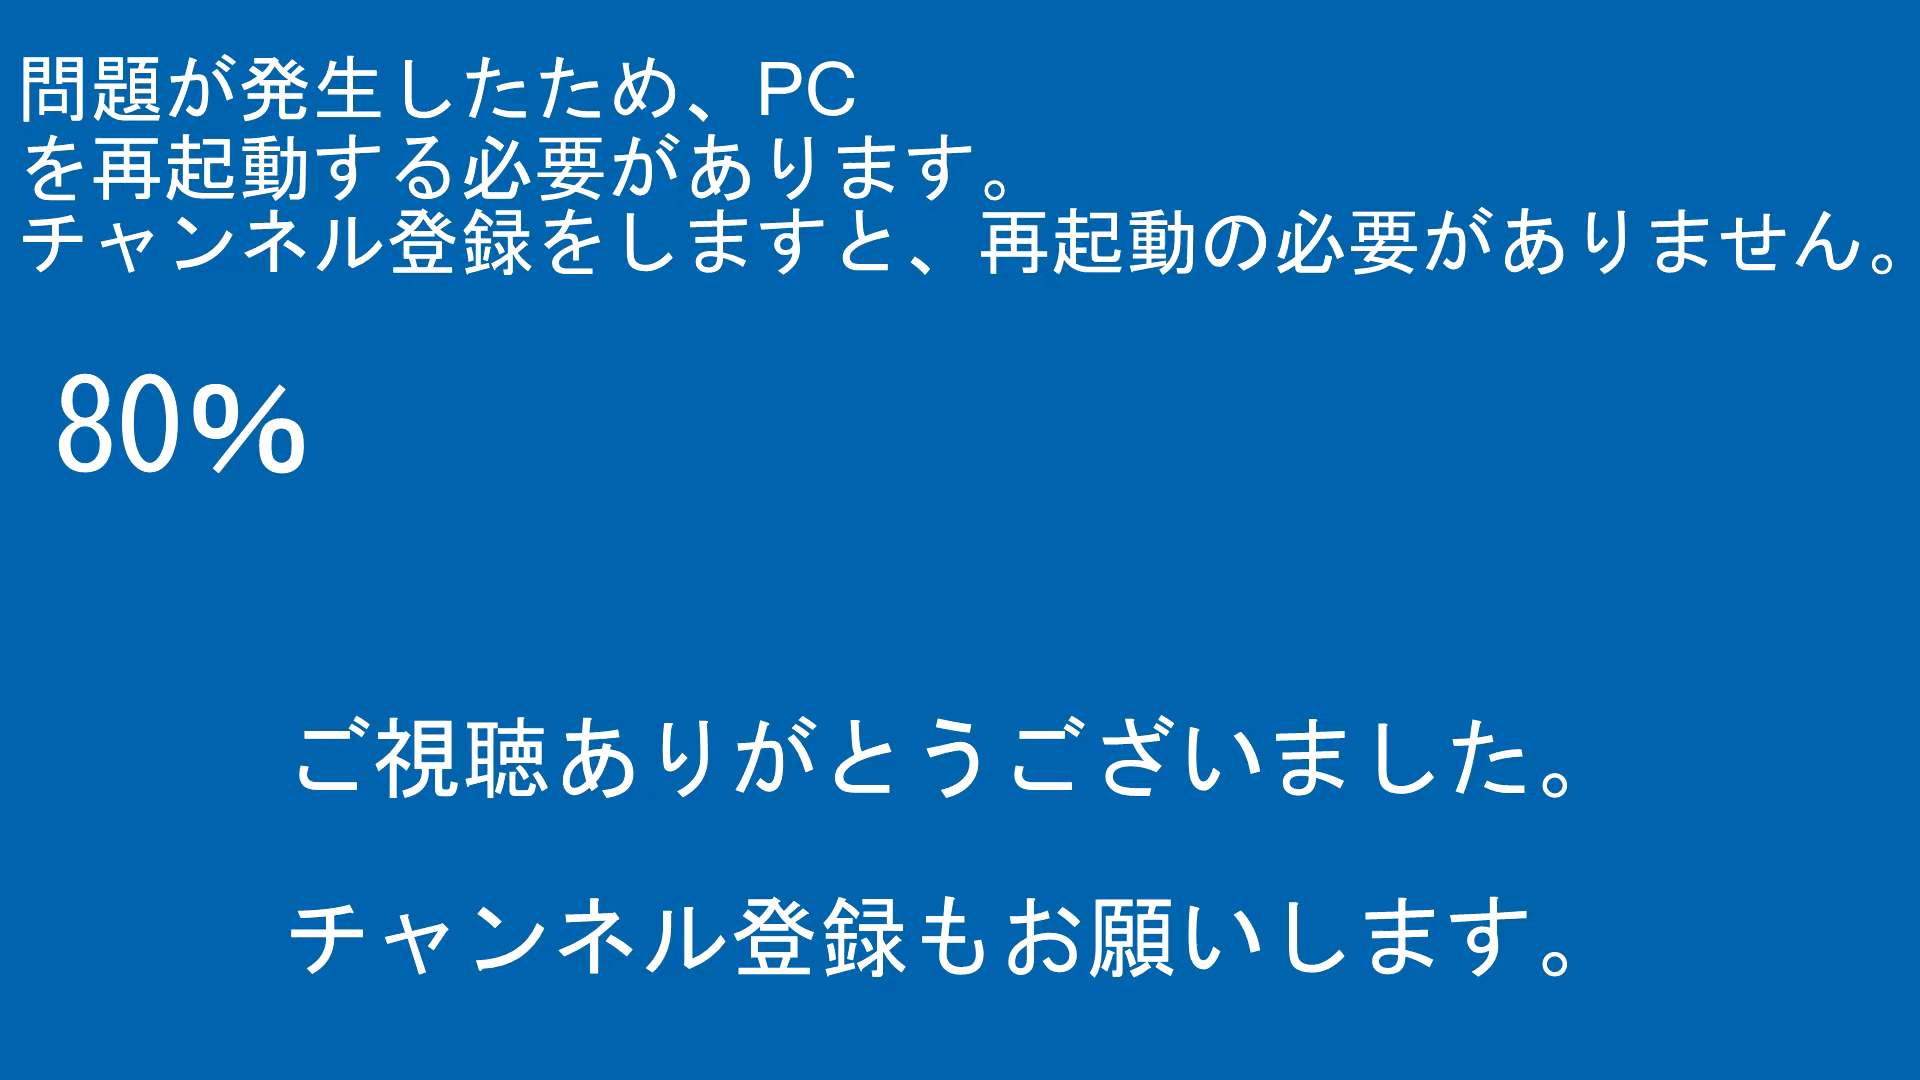 問題が発生したため、PC
を再起動する必要があります。
チャンネル登録をしますと、再起動の必要がありません。
80%
ご視聴ありがとうございました。
チャンネル登録もお願いします。